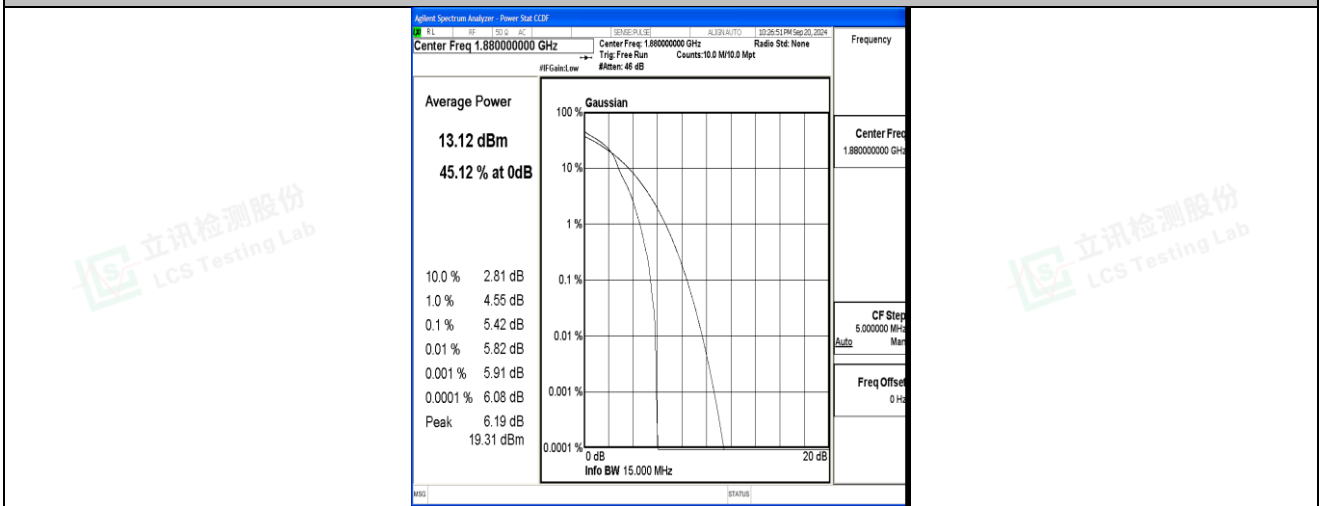 Agilent Spectrum Analyzer - Power Stat CCDF
RL RF 50 Ω AC SENSE:PULSE ALIGN AUTO 10:26:51 PM Sep 20, 2024
Center Freq 1.880000000 GHz
Center Freq: 1.880000000 GHz Radio Std: None
Trig: Free Run Counts:10.0 M/10.0 Mpt
#IFGain:Low #Atten: 46 dB
Frequency
Average Power
13.12 dBm
45.12 % at 0dB
10.0 % 2.81 dB
1.0 % 4.55 dB
0.1 % 5.42 dB
0.01 % 5.82 dB
0.001 % 5.91 dB
0.0001 % 6.08 dB
Peak 6.19 dB
19.31 dBm
Gaussian
100 %
10 %
1 %
0.1 %
0.01 %
0.001 %
0.0001 %
0 dB 20 dB
Info BW 15.000 MHz
Center Freq
1.880000000 GHz
CF Step
5.000000 MHz
Auto Man
Freq Offset
0 Hz
MSG STATUS
立讯检测股份
LCS Testing Lab
立讯检测股份
LCS Testing Lab